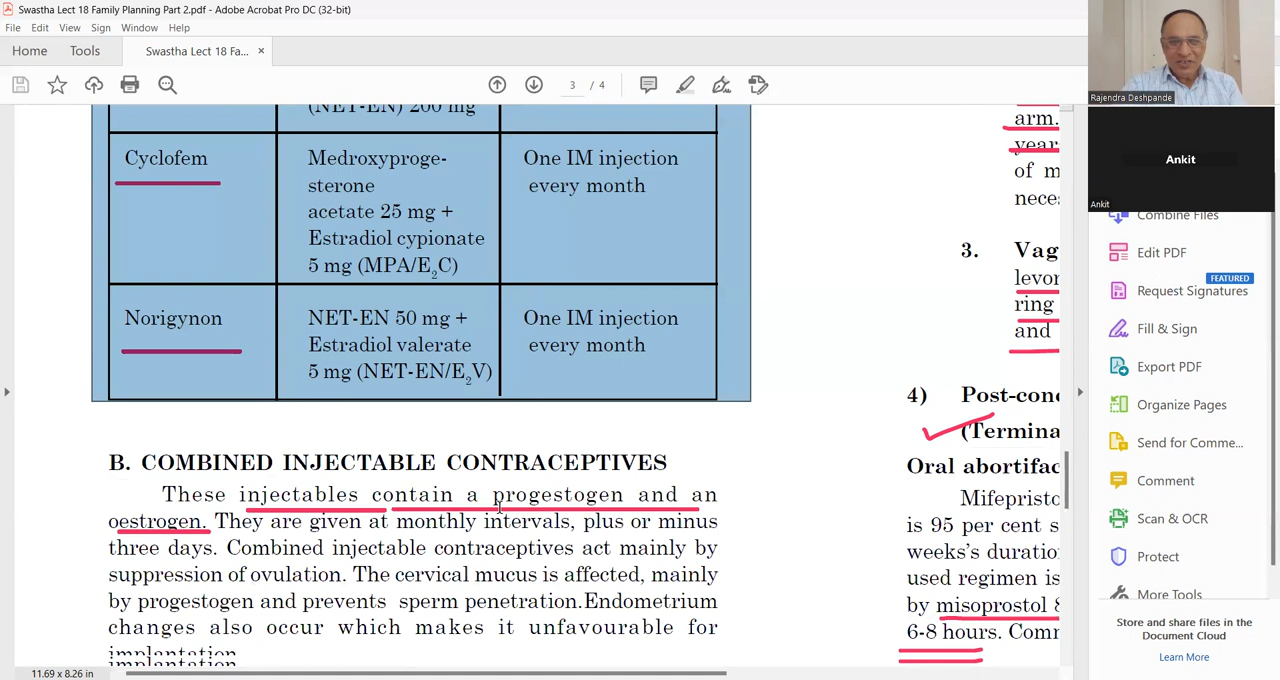 Swastha Lect 18 Family Planning Part 2.pdf - Adobe Acrobat Pro DC (32-bit)
File Edit View Sign Window Help
Home Tools Swastha Lect 18 Fa... ×
3 / 4
(NET-EN) 200 mg
Cyclofem
Medroxyproge-
sterone
acetate 25 mg +
Estradiol cypionate
5 mg (MPA/E2C)
One IM injection
every month
Norigynon
NET-EN 50 mg +
Estradiol valerate
5 mg (NET-EN/E2V)
One IM injection
every month
B. COMBINED INJECTABLE CONTRACEPTIVES
These injectables contain a progestogen and an
oestrogen. They are given at monthly intervals, plus or minus
three days. Combined injectable contraceptives act mainly by
suppression of ovulation. The cervical mucus is affected, mainly
by progestogen and prevents sperm penetration.Endometrium
changes also occur which makes it unfavourable for
implantation
implantation
arm.
year
of m
nece
3. Vag
levor
ring
and
4) Post-con
(Termina
Oral abortifac
Mifeprist
is 95 per cent s
weeks's duratio
used regimen is
by misoprostol 8
6-8 hours. Com
Rajendra Deshpande
Ankit
Ankit
Combine Files
Edit PDF
FEATURED
Request Signatures
Fill & Sign
Export PDF
Organize Pages
Send for Comme...
Comment
Scan & OCR
Protect
More Tools
Store and share files in the
Document Cloud
Learn More
11.69 x 8.26 in